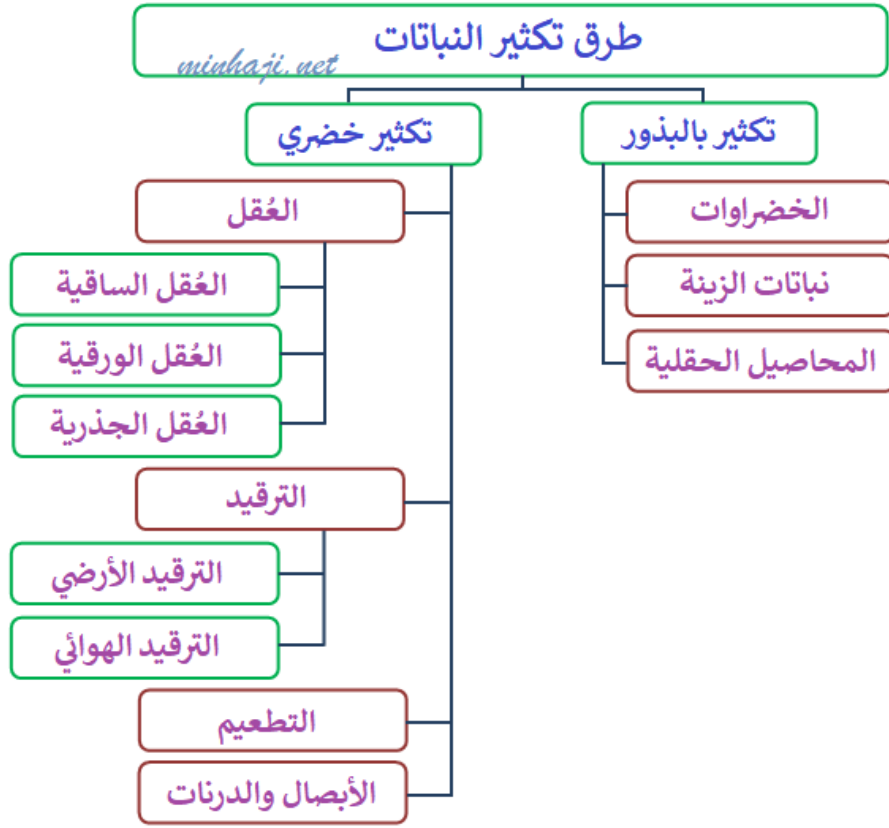 طرق تكثير النباتات
minhaji.net
تكثير بالبذور
الخضراوات
نباتات الزينة
المحاصيل الحقلية
تكثير خضري
العُقل
العُقل الساقية
العُقل الورقية
العُقل الجذرية
الترقيد
الترقيد الأرضي
الترقيد الهوائي
التطعيم
الأبصال والدرنات